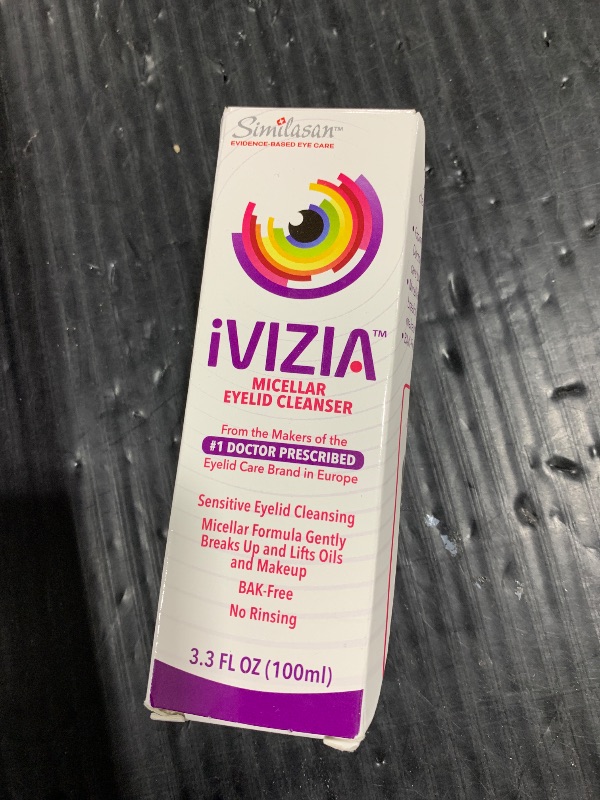 Similasan™
EVIDENCE-BASED EYE CARE
iVIZIA™
MICELLAR
EYELID CLEANSER
From the Makers of the
#1 DOCTOR PRESCRIBED
Eyelid Care Brand in Europe
Sensitive Eyelid Cleansing
Micellar Formula Gently
Breaks Up and Lifts Oils
and Makeup
BAK-Free
No Rinsing
3.3 FL OZ (100ml)